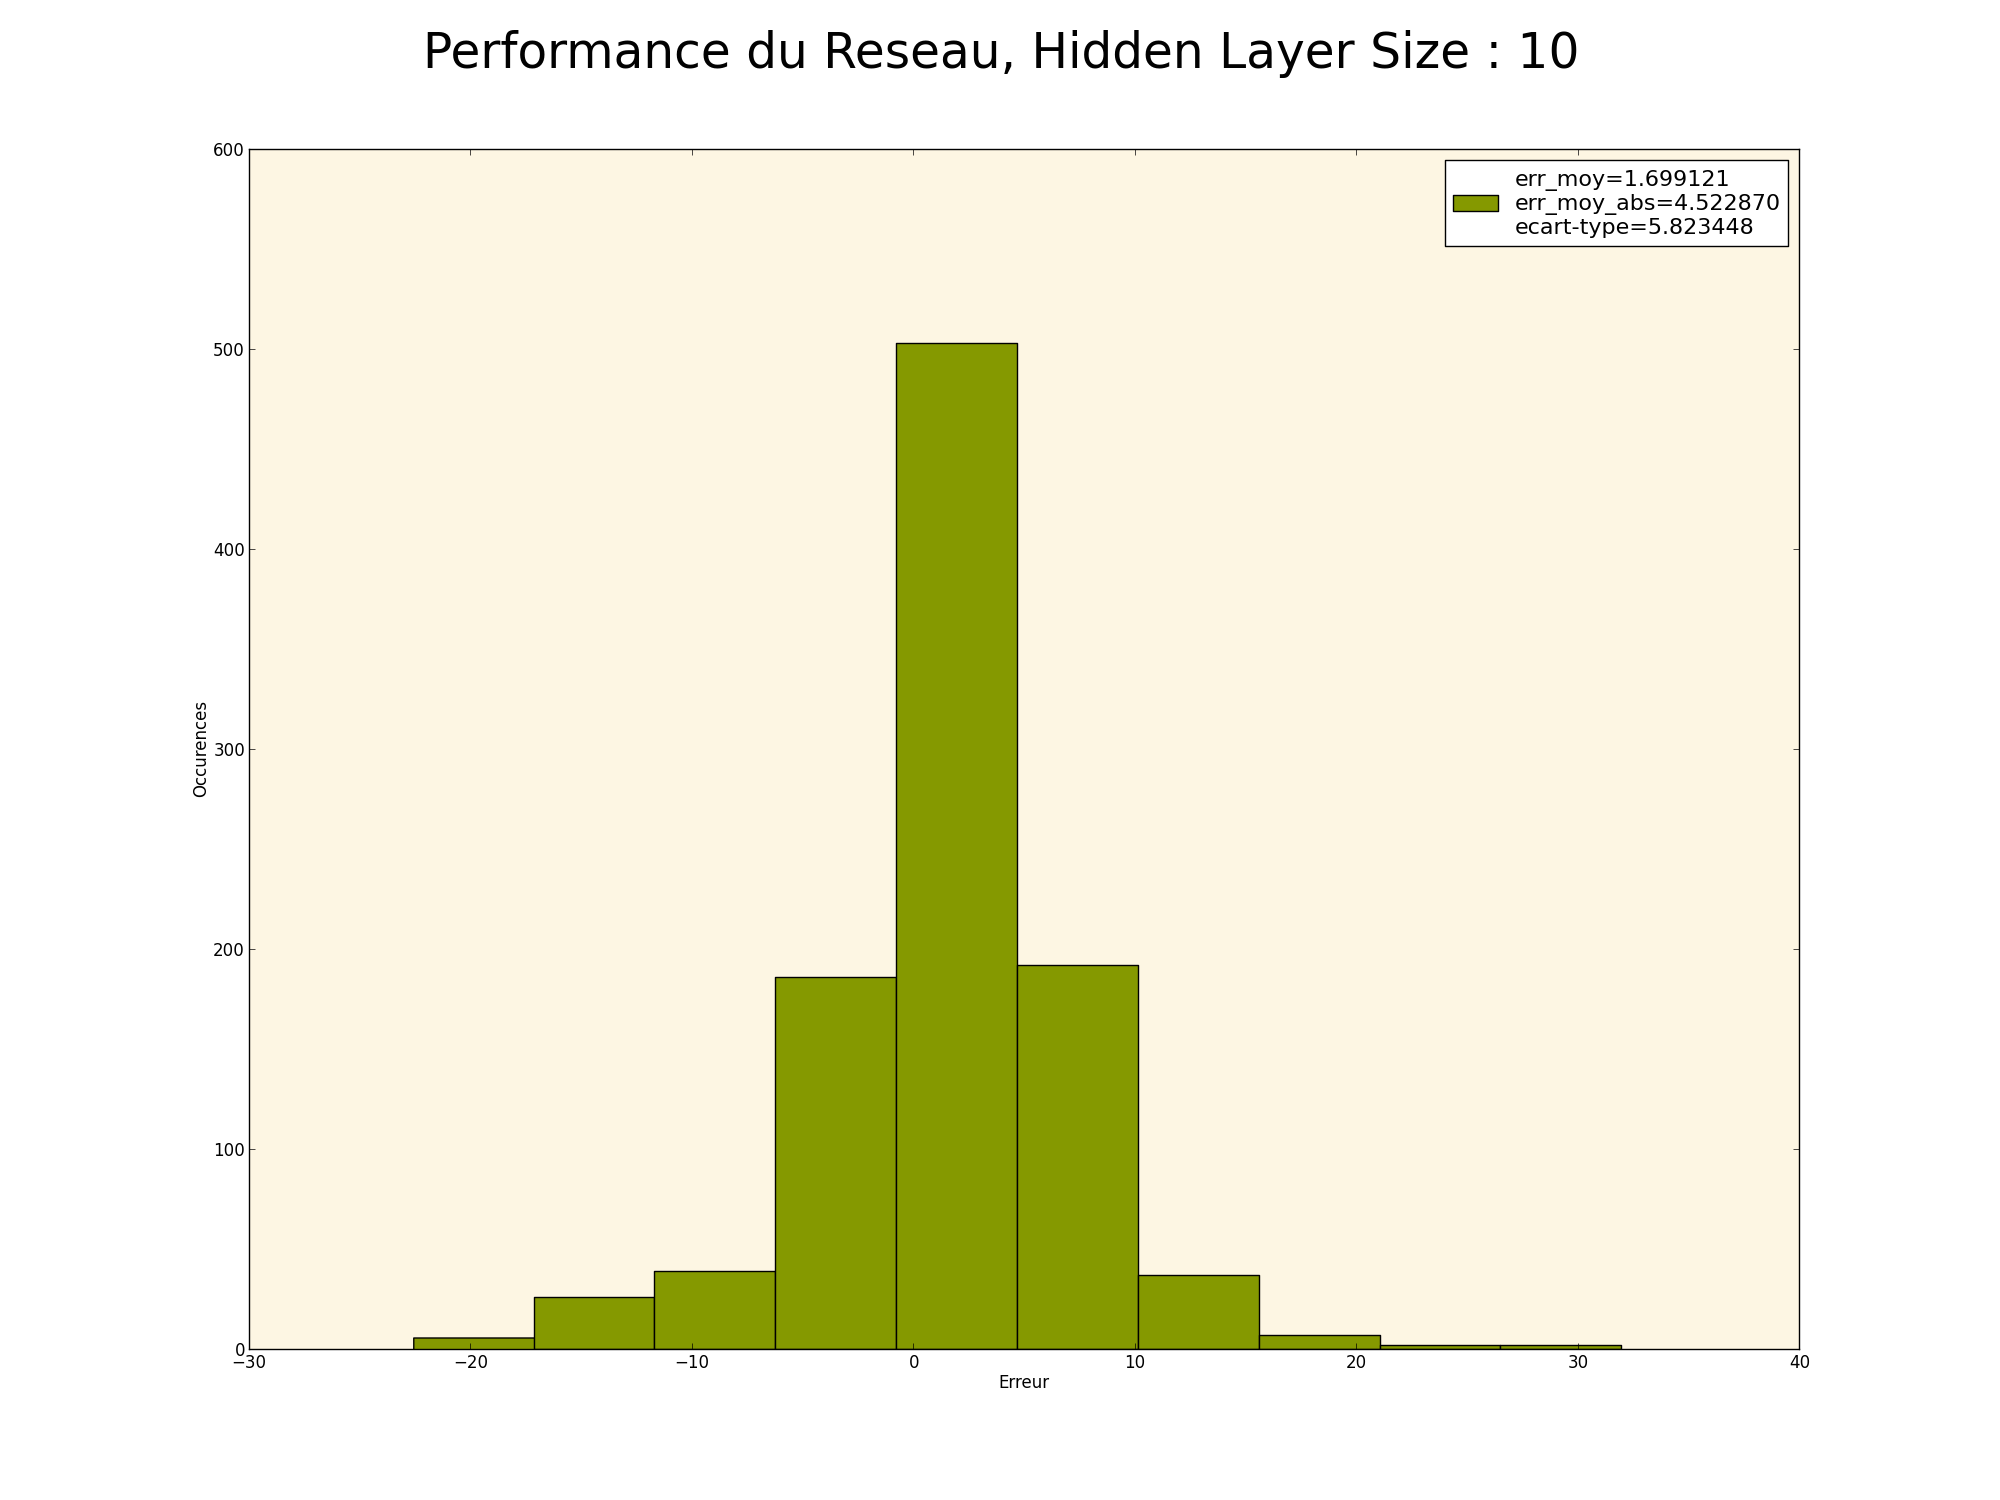 Performance du Reseau, Hidden Layer Size : 10
600
err_moy=1.699121
err_moy_abs=4.522870
ecart-type=5.823448
500
400
Occurences
300
200
100
0
−30 −20 −10 0 10 20 30 40
Erreur